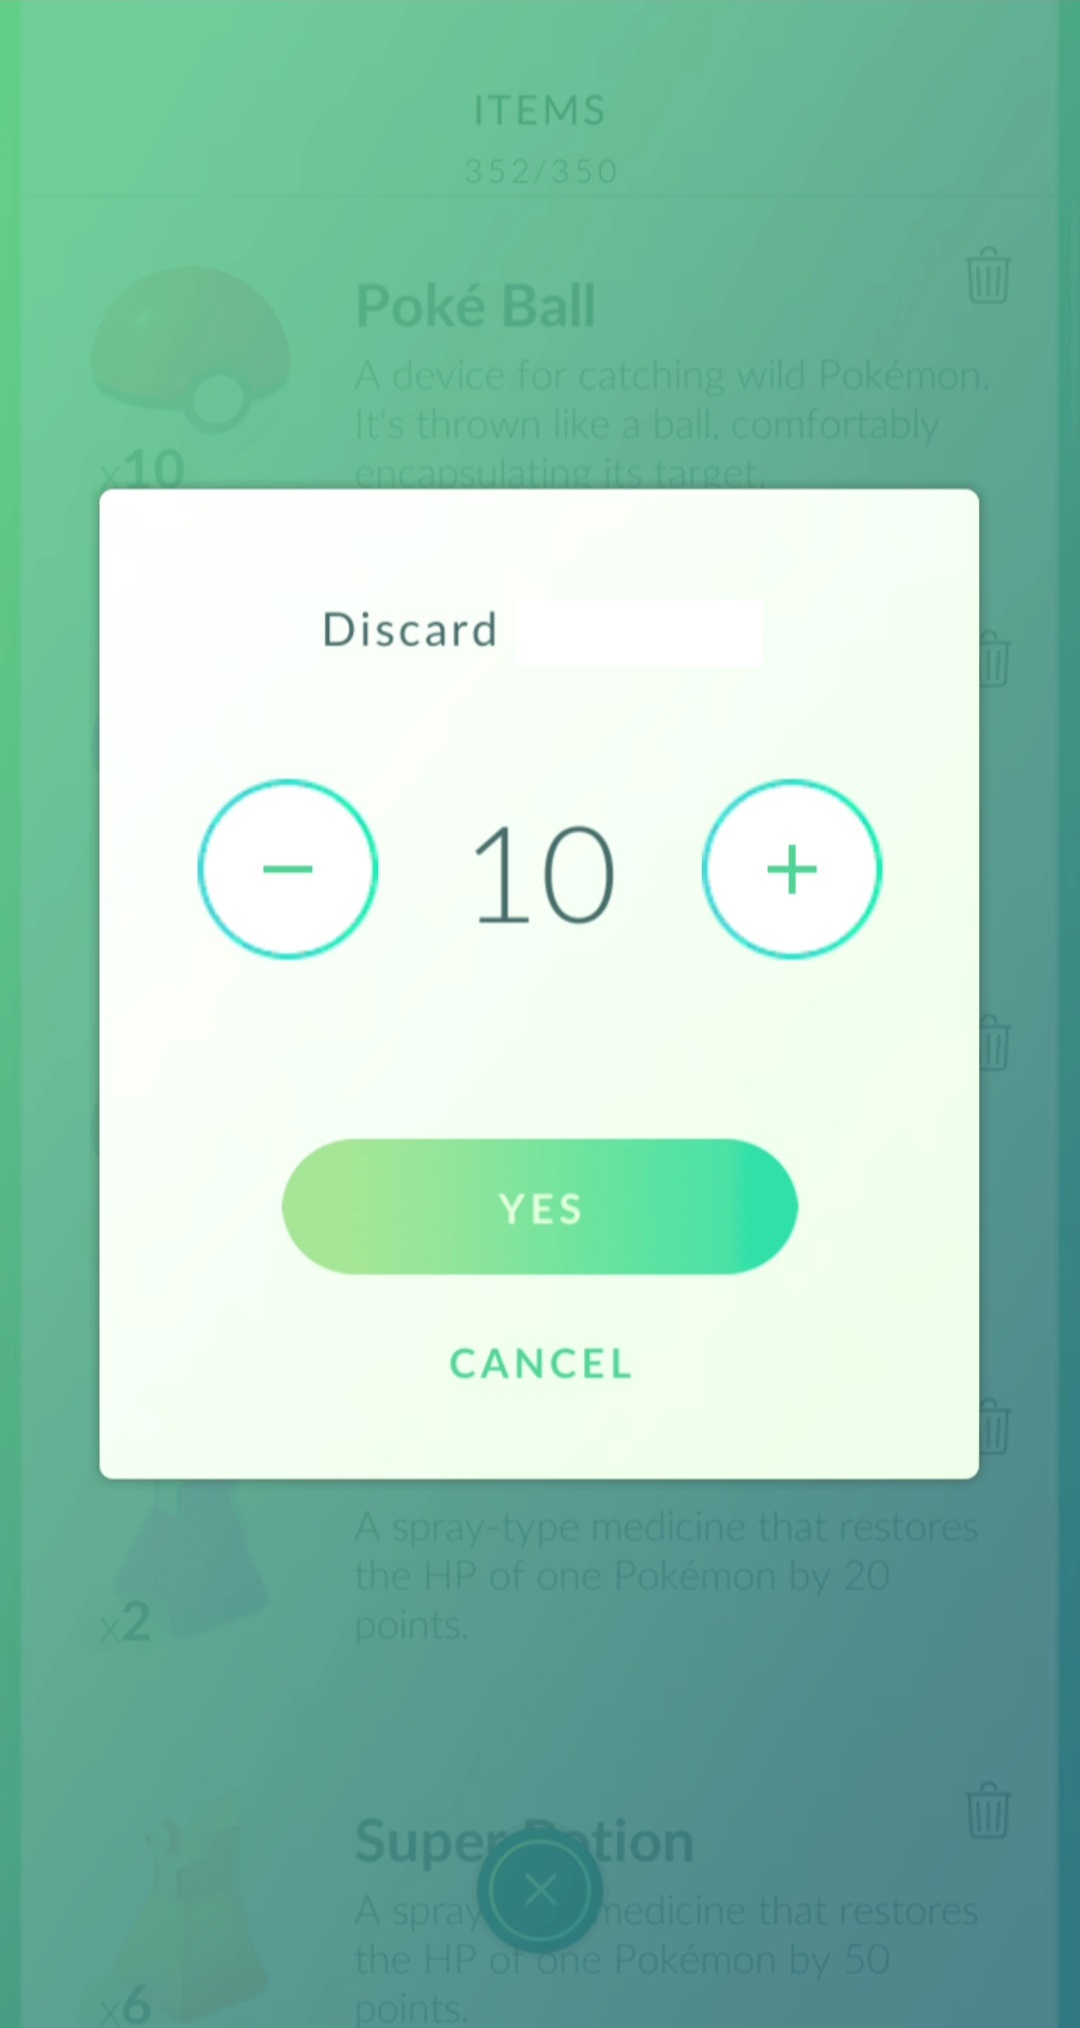 ITEMS
352/350
Poké Ball
A device for catching wild Pokémon.
It's thrown like a ball, comfortably
encapsulating its target.
x10
Discard
10
YES
CANCEL
A spray-type medicine that restores
the HP of one Pokémon by 20
points.
x2
Super Potion
A spray medicine that restores
the HP of one Pokémon by 50
points.
x6